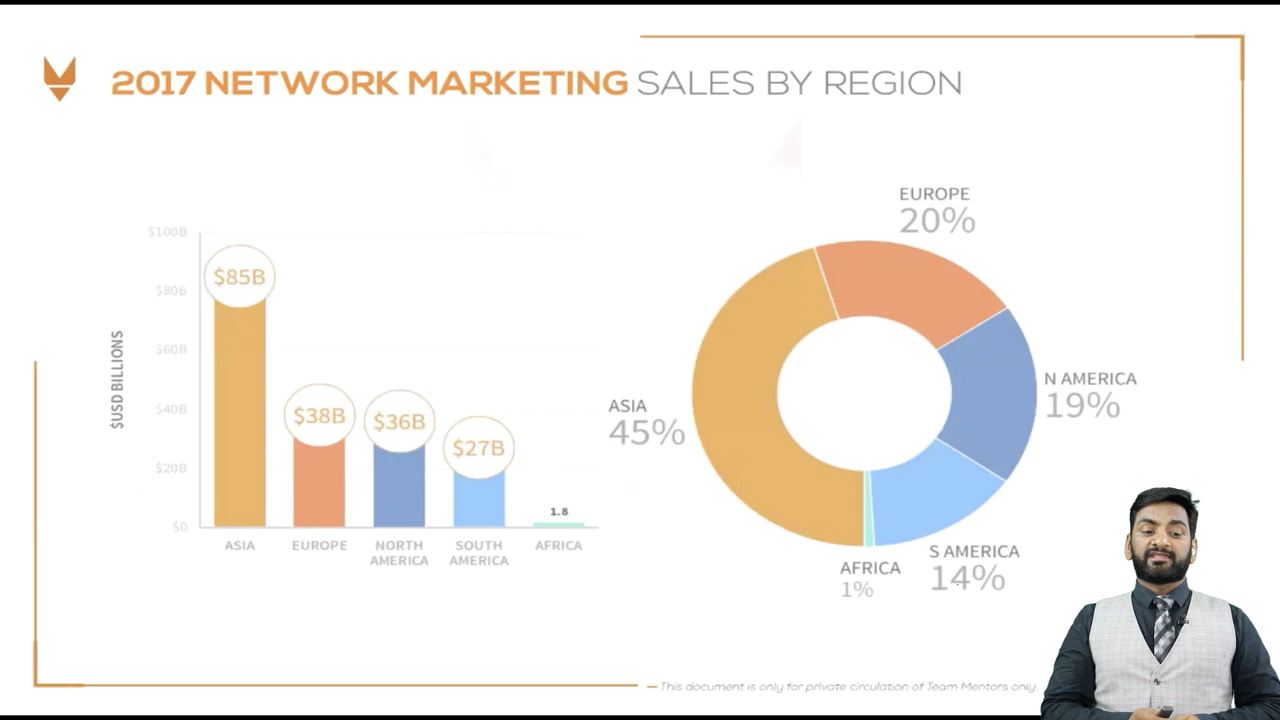 2017 NETWORK MARKETING SALES BY REGION
$USD BILLIONS
$100B
$80B
$60B
$40B
$20B
$0
$85B
$38B
$36B
$27B
1.8
ASIA
EUROPE
NORTH
AMERICA
SOUTH
AMERICA
AFRICA
EUROPE
20%
N AMERICA
19%
ASIA
45%
S AMERICA
14%
AFRICA
1%
This document is only for private circulation of Team Mentors only.